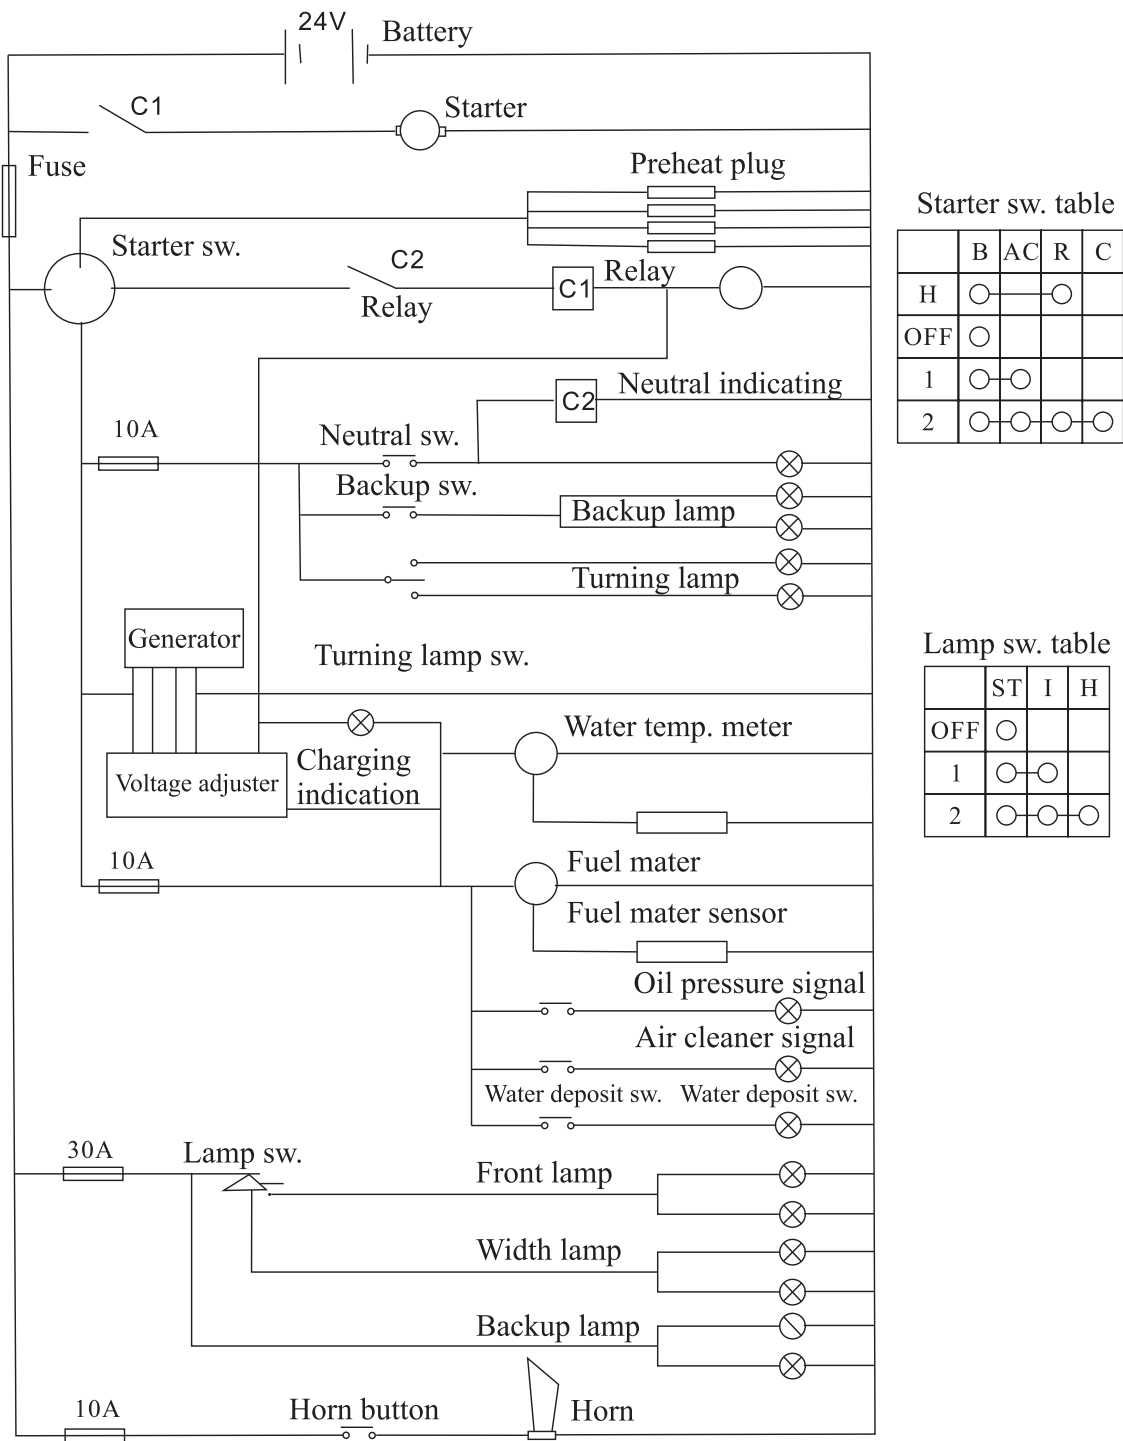 24V
Battery
C1
Starter
Fuse
Preheat plug
Starter sw.
C2
Relay
C1
Relay
C2
Neutral indicating
10A
Neutral sw.
Backup sw.
Backup lamp
Turning lamp
Generator
Turning lamp sw.
Water temp. meter
Voltage adjuster
Charging
indication
10A
Fuel mater
Fuel mater sensor
Oil pressure signal
Air cleaner signal
Water deposit sw. Water deposit sw.
30A
Lamp sw.
Front lamp
Width lamp
Backup lamp
10A
Horn button
Horn
Starter sw. table
B AC R C
H
OFF
1
2
Lamp sw. table
ST I H
OFF
1
2